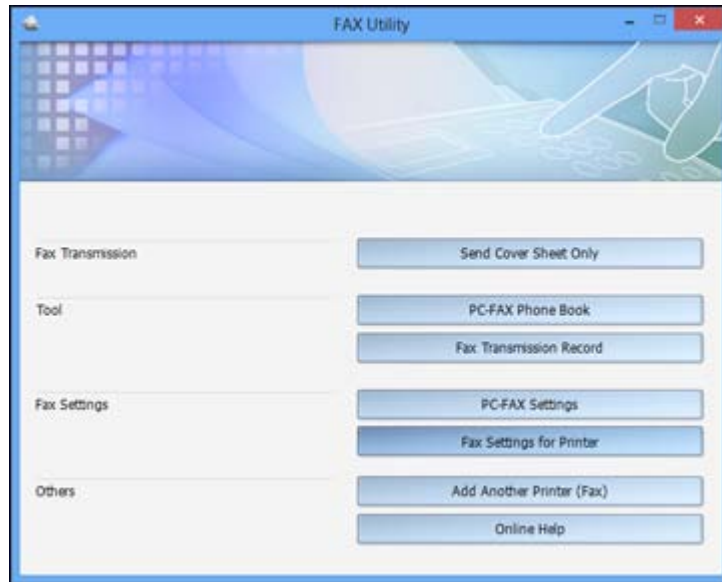 FAX Utility
Fax Transmission
Send Cover Sheet Only
Tool
PC-FAX Phone Book
Fax Transmission Record
Fax Settings
PC-FAX Settings
Fax Settings for Printer
Others
Add Another Printer (Fax)
Online Help